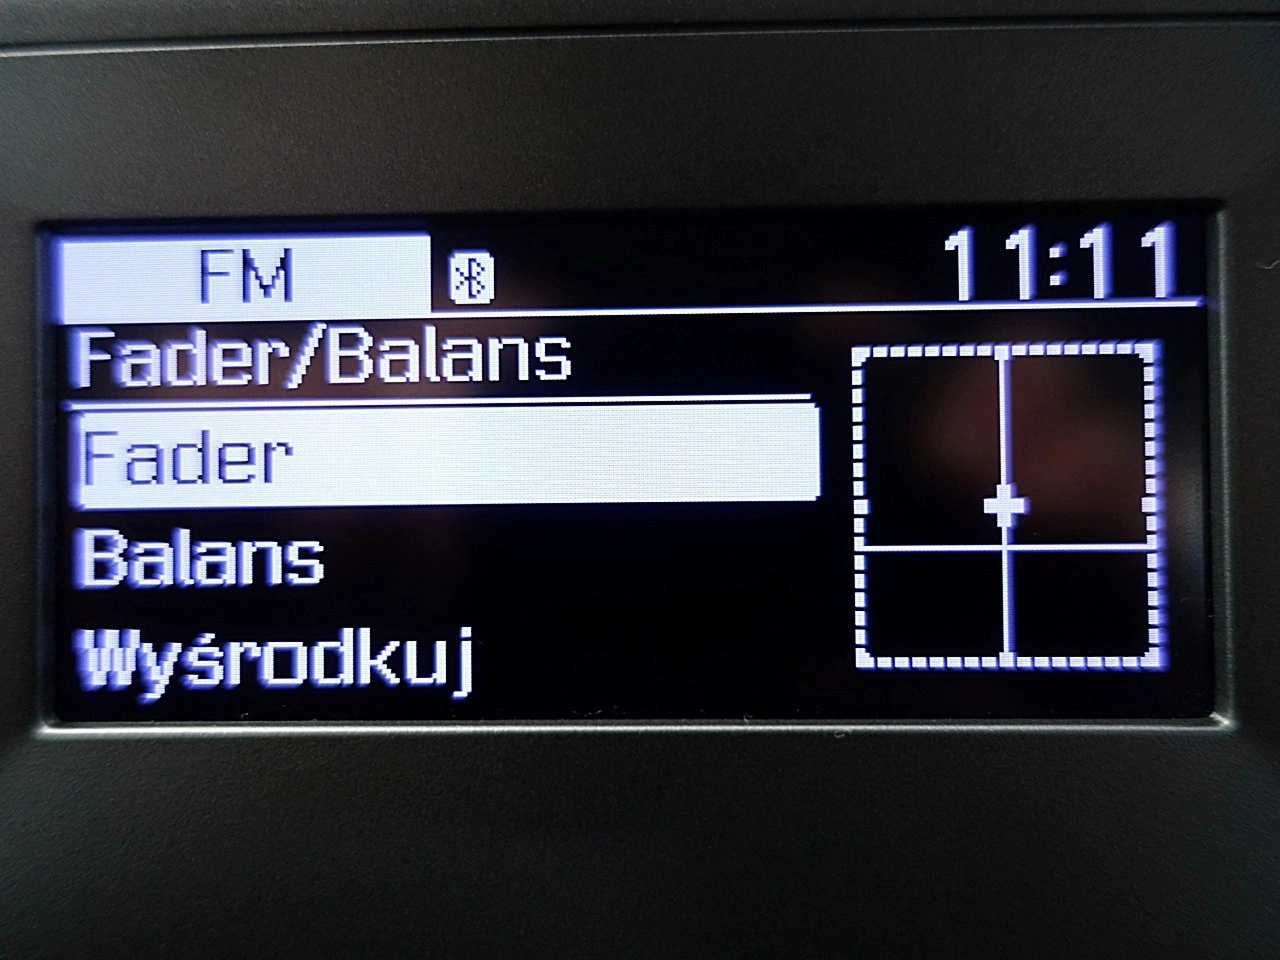 FM 11:11
Fader/Balans
Fader
Balans
Wyśrodkuj